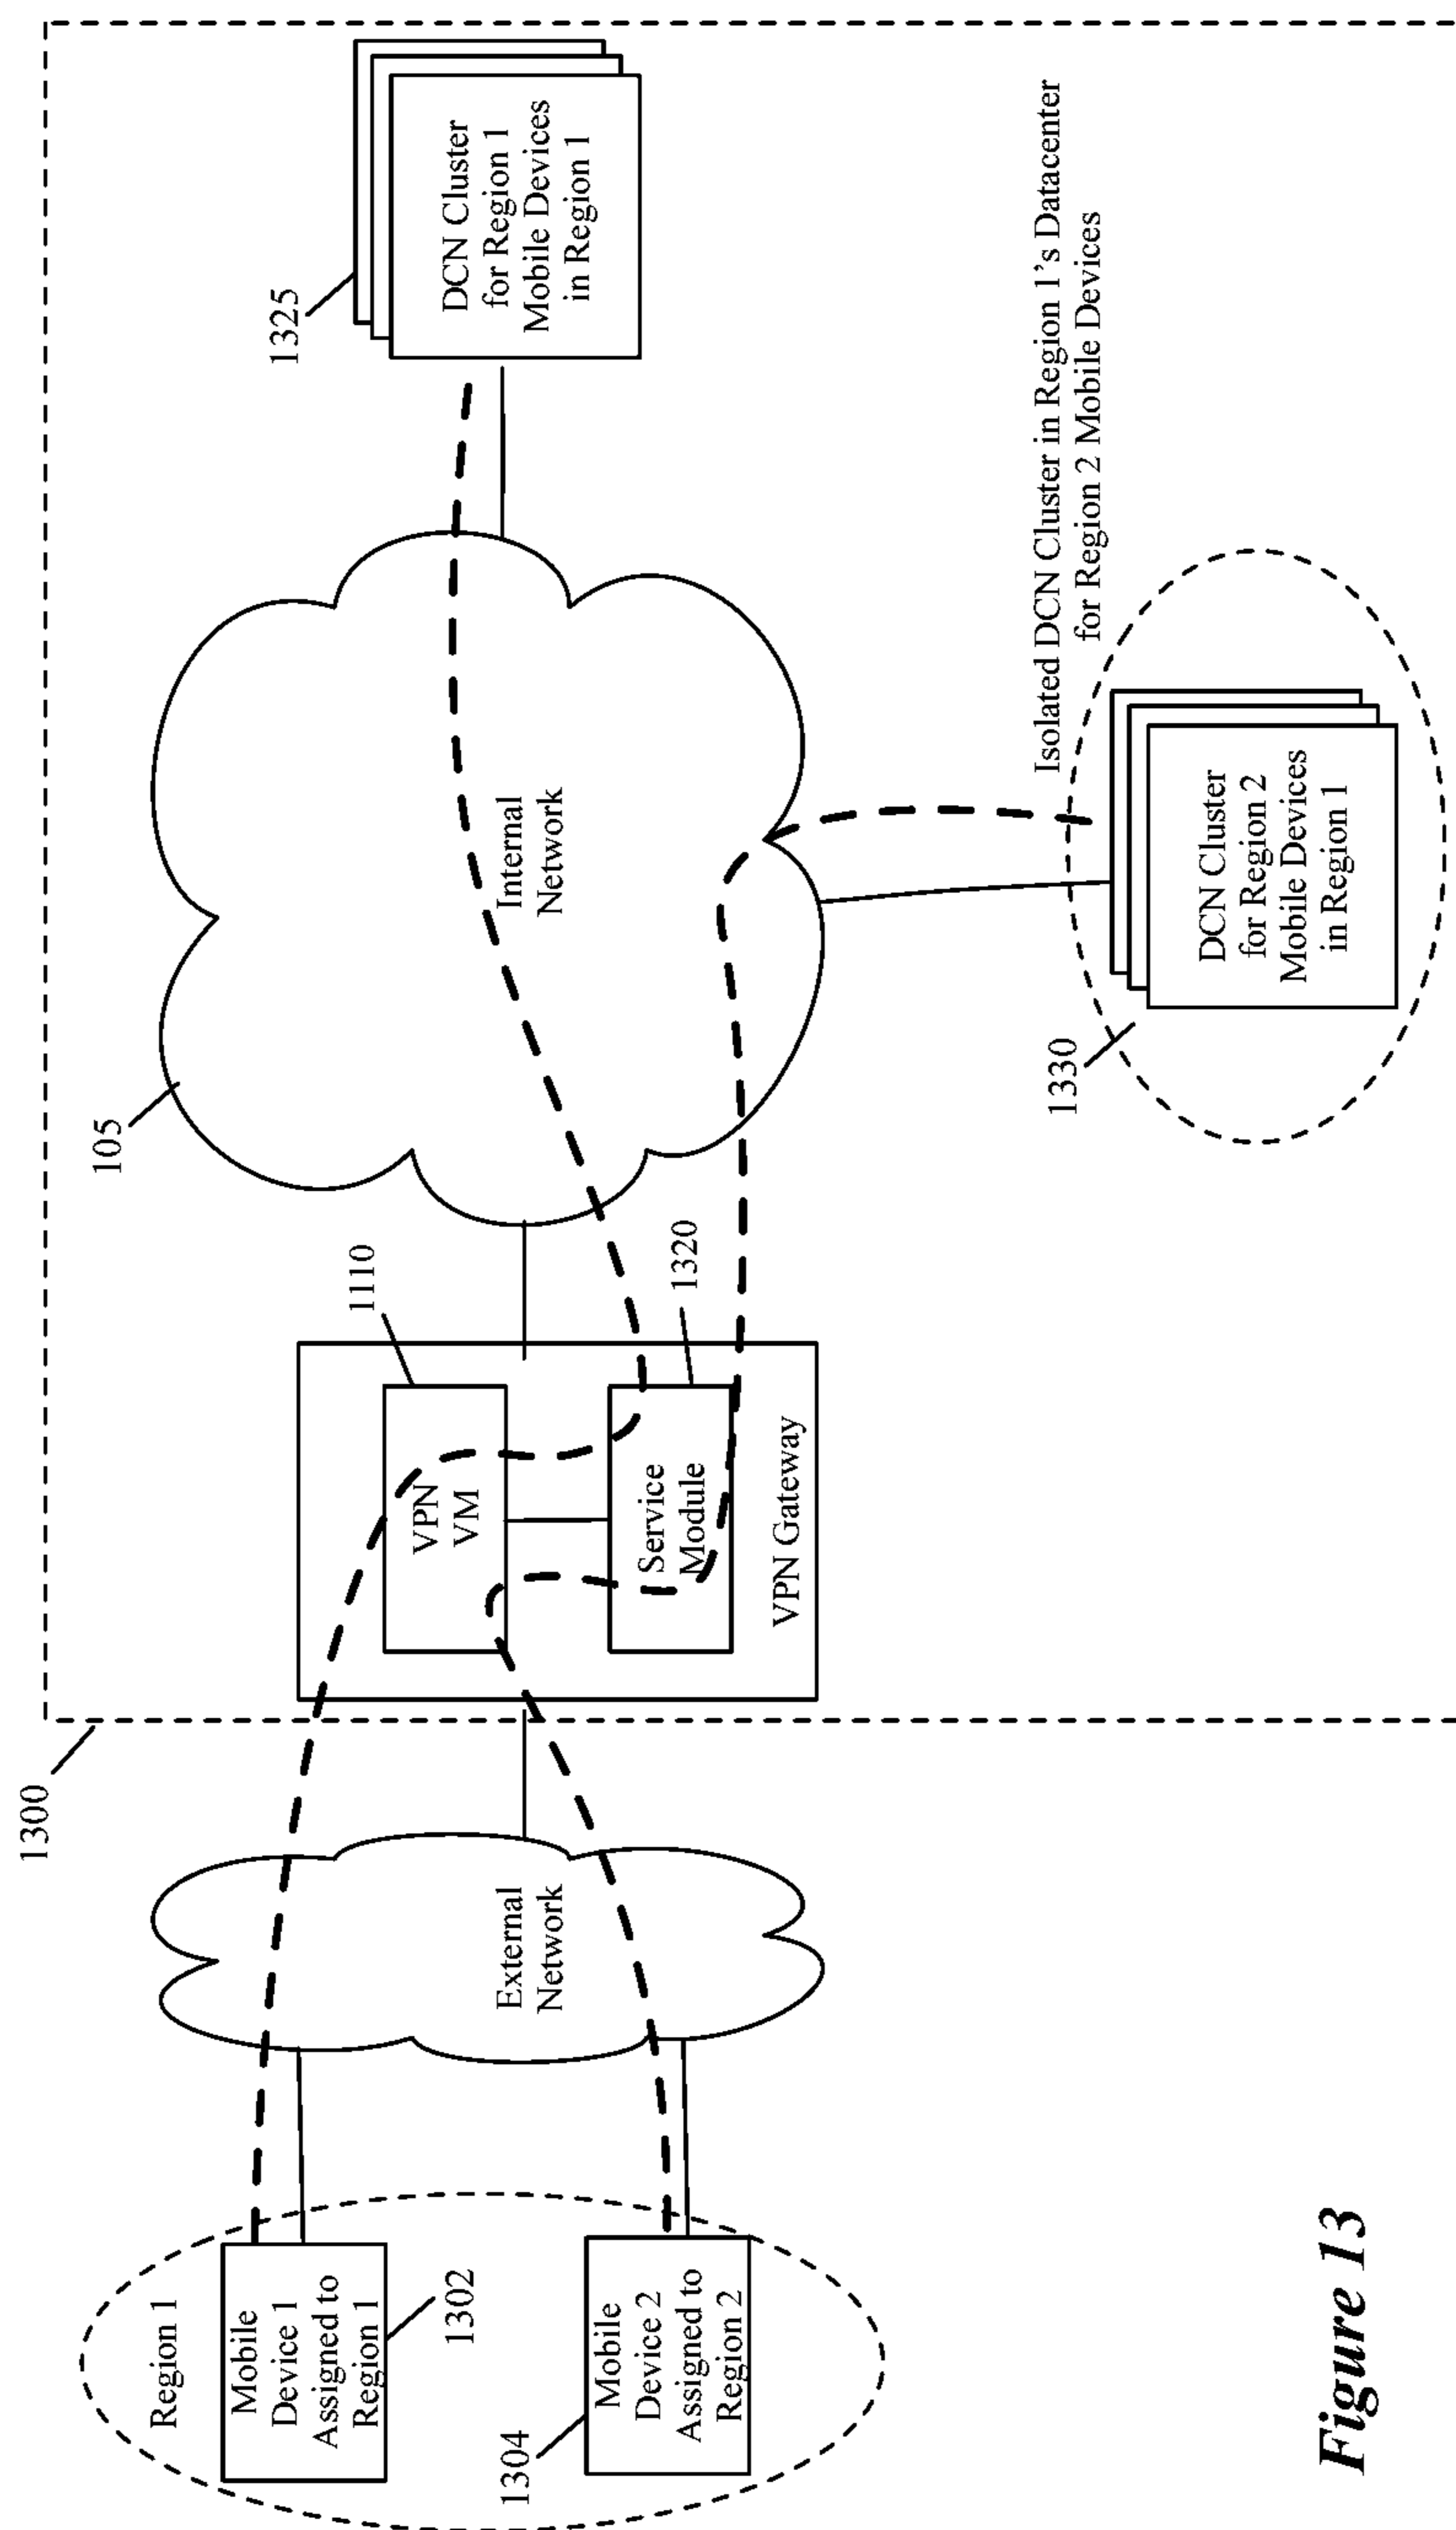 1300
Region 1
Mobile
Device 1
Assigned to
Region 1
1302
1304
Mobile
Device 2
Assigned to
Region 2
External
Network
1110
VPN
VM
1320
Service
Module
VPN Gateway
105
Internal
Network
1325
DCN Cluster
for Region 1
Mobile Devices
in Region 1
Isolated DCN Cluster in Region 1's Datacenter
for Region 2 Mobile Devices
1330
DCN Cluster
for Region 2
Mobile Devices
in Region 1
Figure 13